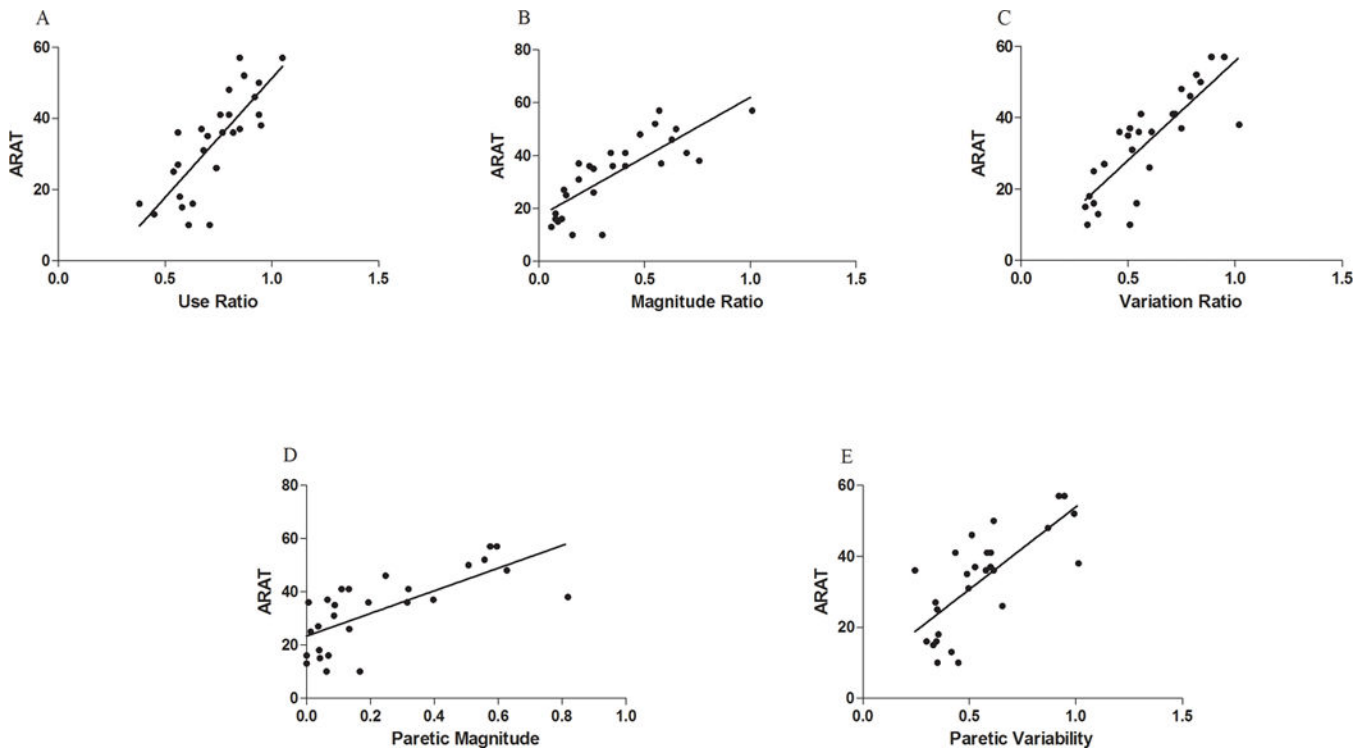 A
60
40
20
0
ARAT
0.0 0.5 1.0 1.5
Use Ratio
B
80
60
40
20
0
ARAT
0.0 0.5 1.0 1.5
Magnitude Ratio
C
60
40
20
0
ARAT
0.0 0.5 1.0 1.5
Variation Ratio
D
80
60
40
20
0
ARAT
0.0 0.2 0.4 0.6 0.8 1.0
Paretic Magnitude
E
60
40
20
0
ARAT
0.0 0.5 1.0 1.5
Paretic Variability